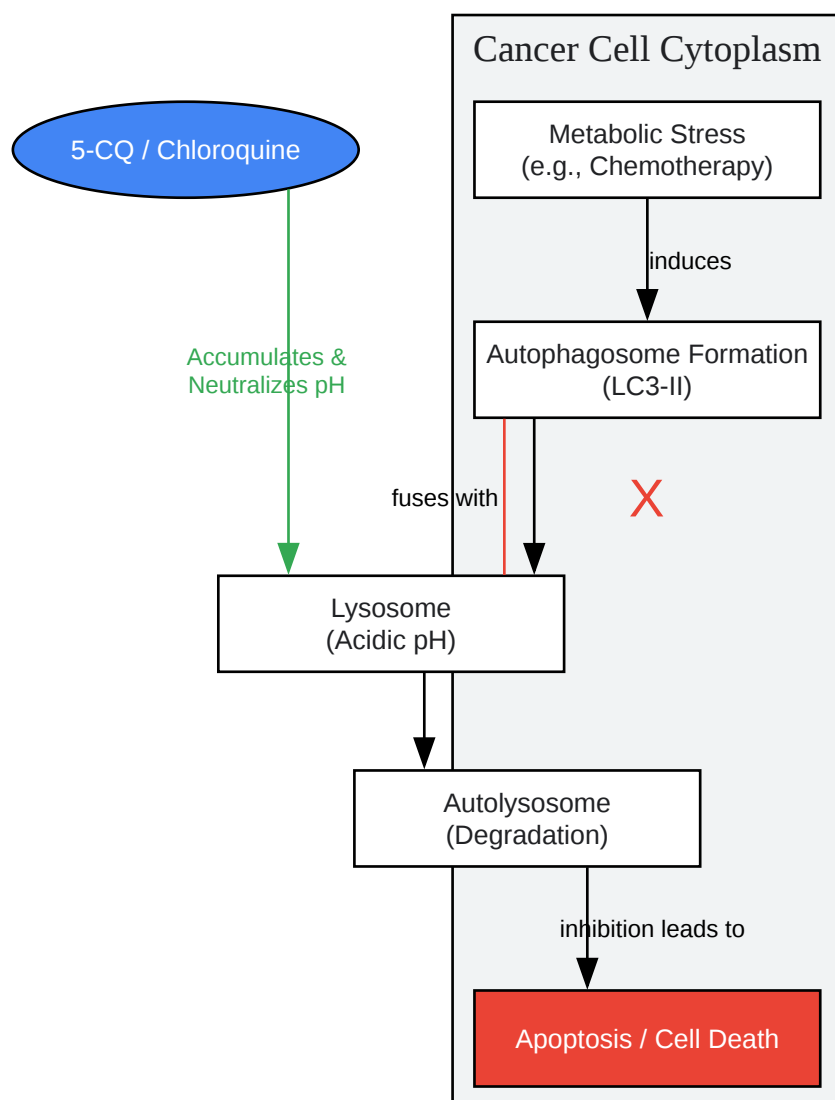 Cancer Cell Cytoplasm
5-CQ / Chloroquine
Metabolic Stress
(e.g., Chemotherapy)
induces
Accumulates &
Neutralizes pH
Autophagosome Formation
(LC3-II)
fuses with
X
Lysosome
(Acidic pH)
Autolysosome
(Degradation)
inhibition leads to
Apoptosis / Cell Death